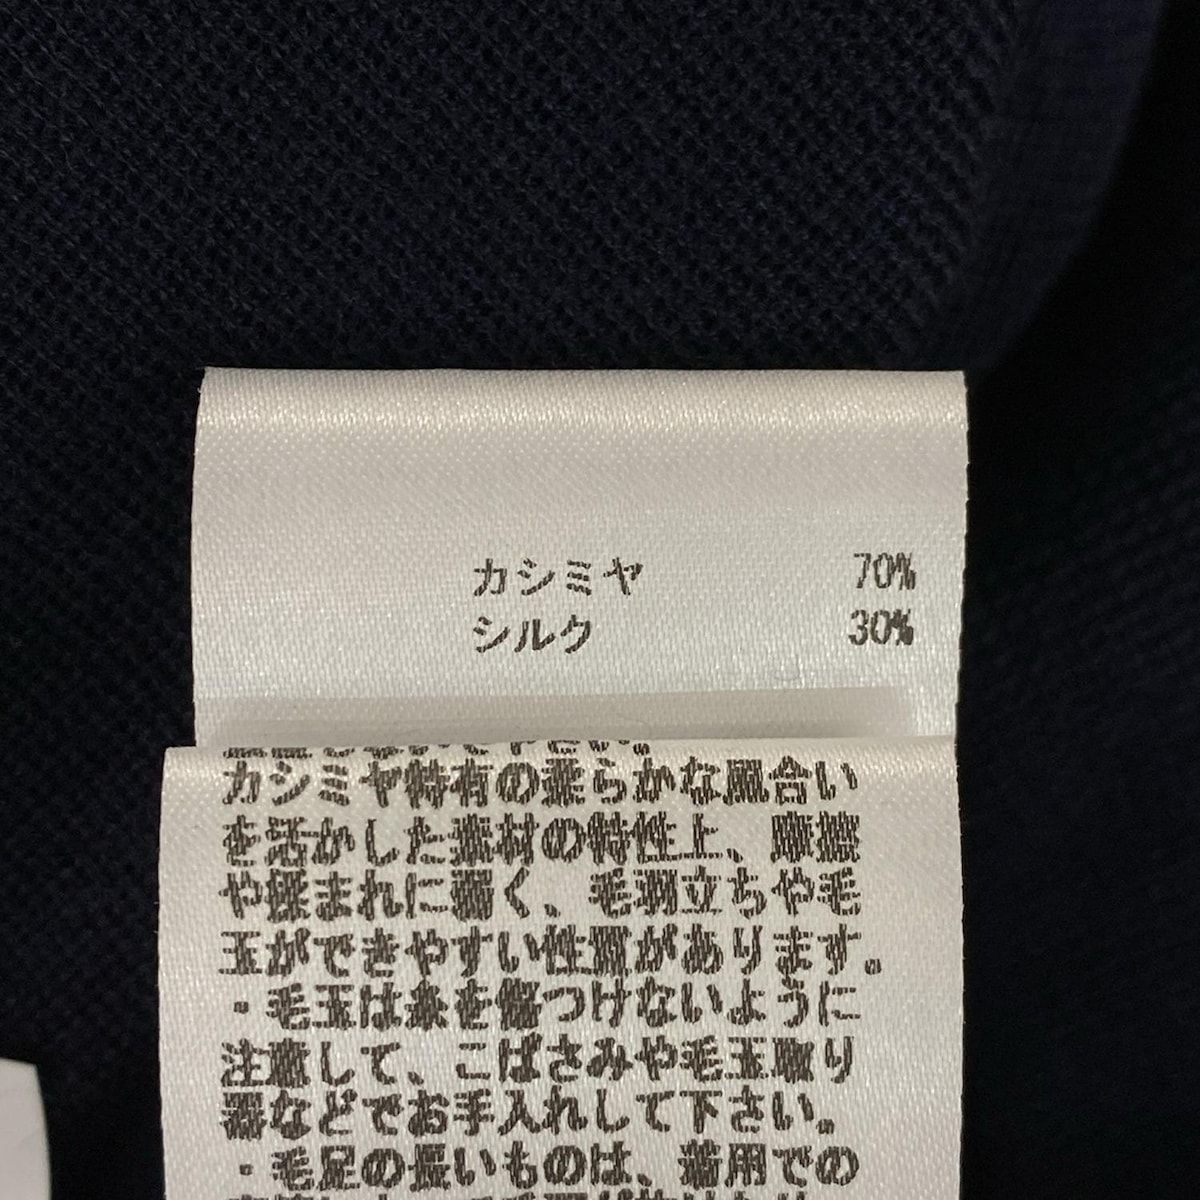 カシミヤ 70%
シルク 30%
カシミヤ特有の柔らかな風合い
を活かした素材の特性上、摩擦
や揉まれに弱く、毛羽立ちや毛
玉ができやすい性質があります。
・毛玉は糸を傷つけないように
注意して、こばさみや毛玉取り
器などでお手入れして下さい。
・毛足の長いものは、着用での